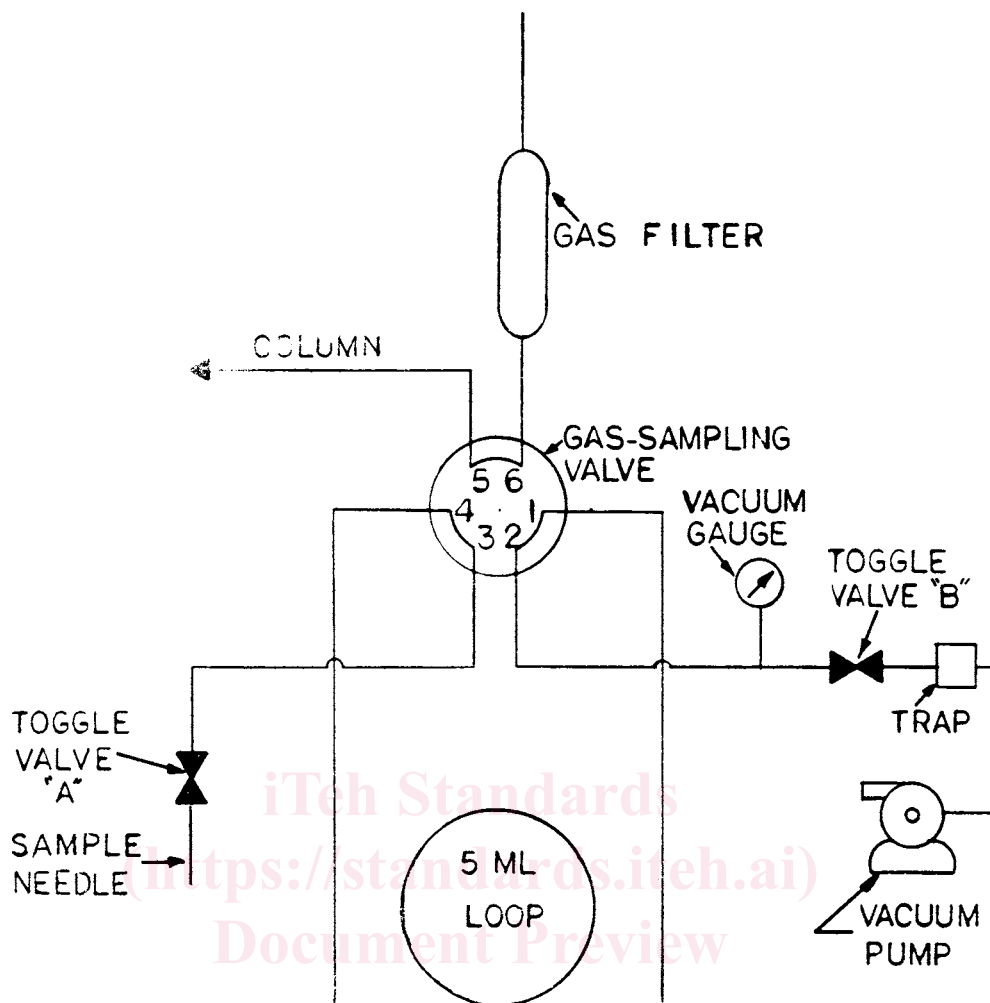 GAS FILTER
COLUMN
GAS-SAMPLING
VALVE
5 6
4 1
3 2
VACUUM
GAUGE
TOGGLE
VALVE "B"
TRAP
TOGGLE
VALVE
"A"
SAMPLE
NEEDLE
5 ML
LOOP
VACUUM
PUMP
iTeh Standards
(https://standards.iteh.ai)
Document Preview